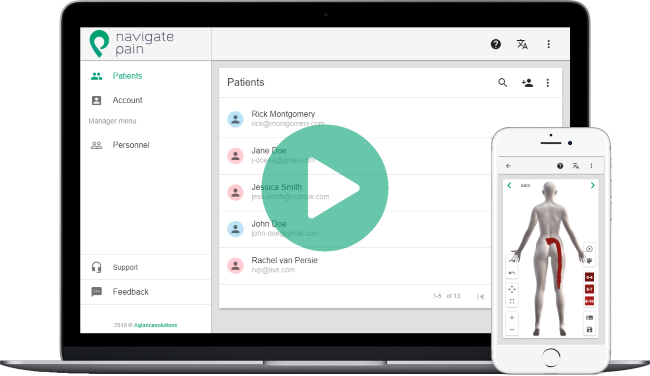 navigate
pain
Patients
Account
Manager menu
Personnel
Support
Feedback
2018 © Aglancesolutions
Patients
Rick Montgomery
rick@montgomery.com
Jane Doe
j-doe44@gmail.com
Jessica Smith
jess-smith@outlook.com
John Doe
john-doe@gmail.com
Rachel van Persie
rvp@live.com
1-5 of 13
Back